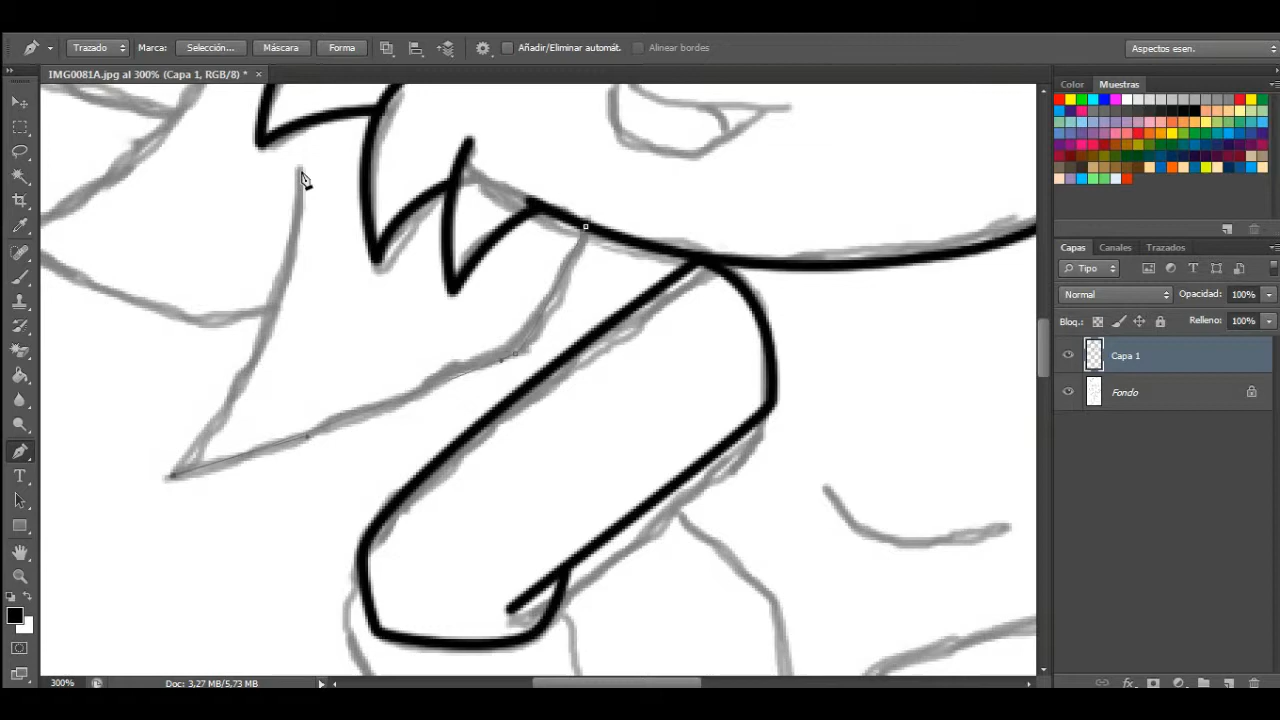 Trazado Marca: Selección... Máscara Forma Añadir/Eliminar automát. Alinear bordes Aspectos esen.
IMG0081A.jpg al 300% (Capa 1, RGB/8) * ×
Color Muestras
Capas Canales Trazados
Tipo
Normal Opacidad: 100%
Bloq.: Relleno: 100%
Capa 1
Fondo
300% Doc: 3,27 MB/5,73 MB